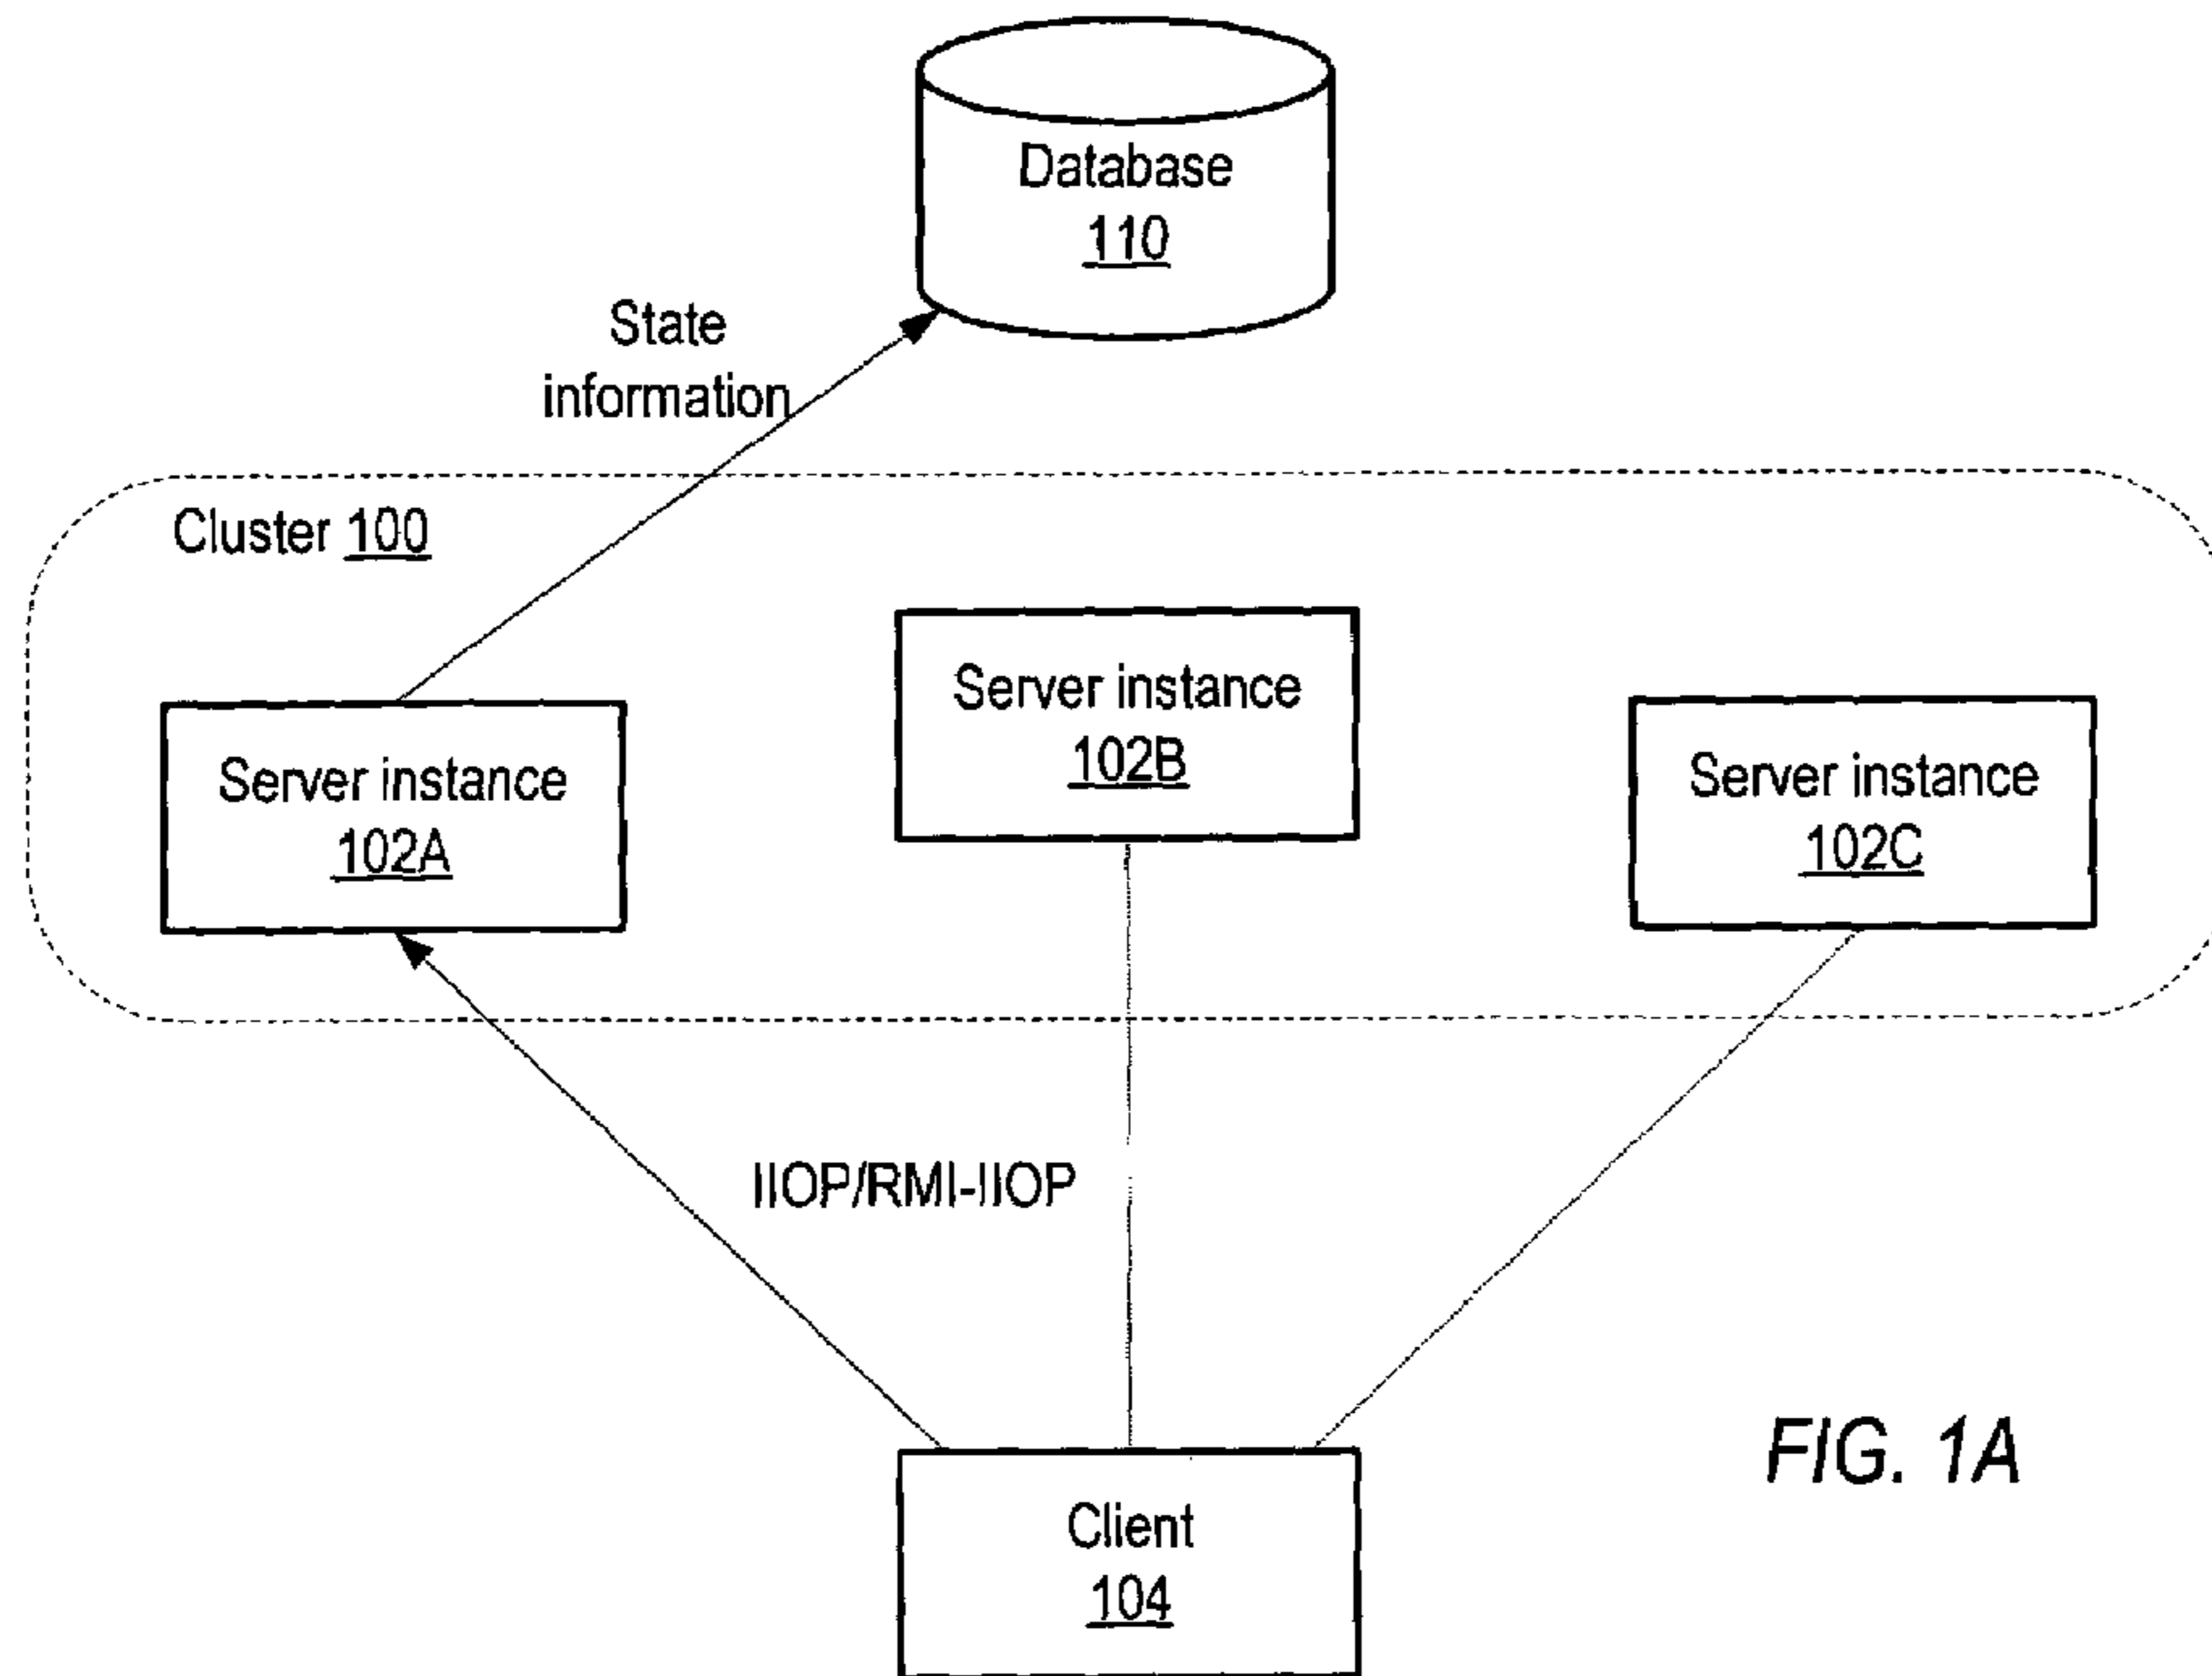 Database
110
State
information
Cluster 100
Server instance
102B
Server instance
102A
Server instance
102C
IIOP/RMI-IIOP
FIG. 1A
Client
104